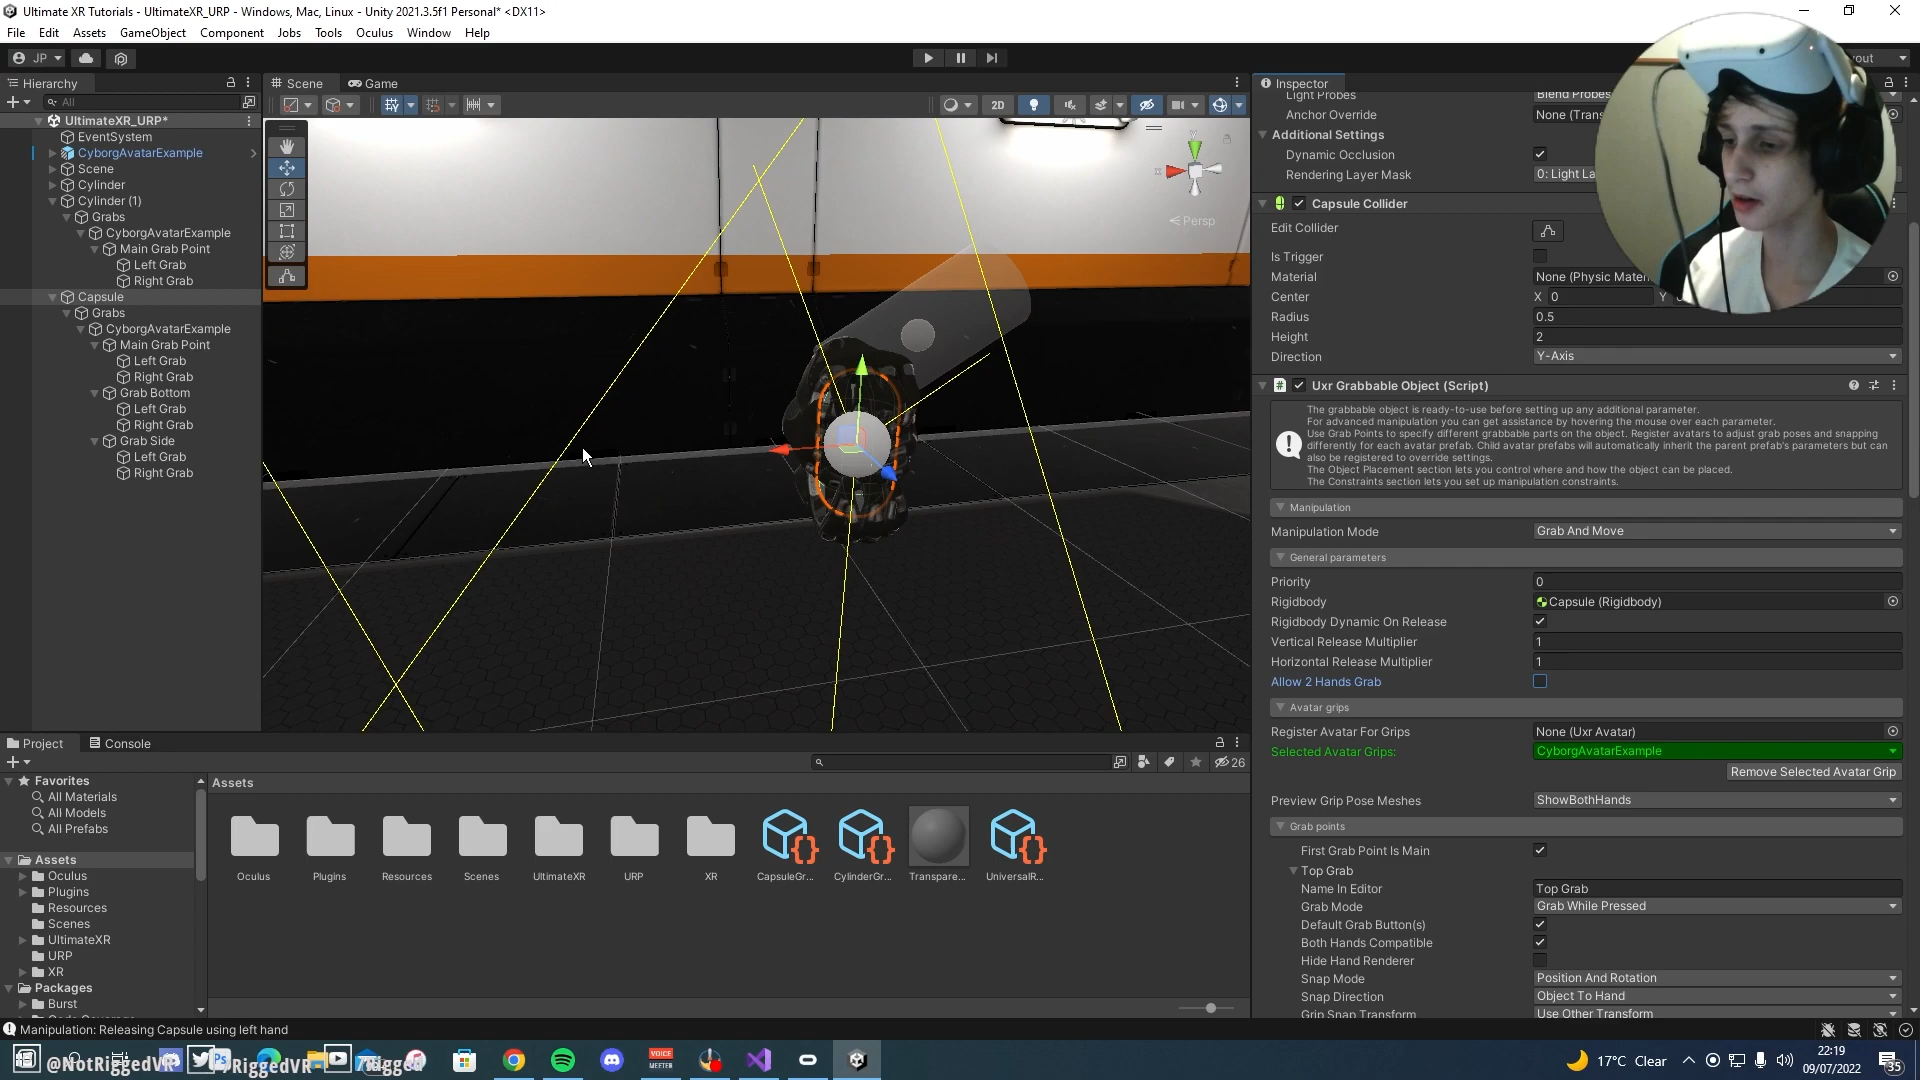 Ultimate XR Tutorials - UltimateXR_URP - Windows, Mac, Linux - Unity 2021.3.5f1 Personal* <DX11>
File Edit Assets GameObject Component Jobs Tools Oculus Window Help
JP
out
Hierarchy
All
UltimateXR_URP*
EventSystem
CyborgAvatarExample
Scene
Cylinder
Cylinder (1)
Grabs
CyborgAvatarExample
Main Grab Point
Left Grab
Right Grab
Capsule
Grabs
CyborgAvatarExample
Main Grab Point
Left Grab
Right Grab
Grab Bottom
Left Grab
Right Grab
Grab Side
Left Grab
Right Grab
Scene Game
2D
Persp
Inspector
Light Probes Blend Probes
Anchor Override None (Trans
Additional Settings
Dynamic Occlusion
Rendering Layer Mask 0: Light La
Capsule Collider
Edit Collider
Is Trigger
Material None (Physic Mater
Center X 0 Y
Radius 0.5
Height 2
Direction Y-Axis
Uxr Grabbable Object (Script)
The grabbable object is ready-to-use before setting up any additional parameter.
For advanced manipulation you can get assistance by hovering the mouse over each parameter.
Use Grab Points to specify different grabbable parts on the object. Register avatars to adjust grab poses and snapping
differently for each avatar prefab. Child avatar prefabs will automatically inherit the parent prefab's parameters but can
also be registered to override settings.
The Object Placement section lets you control where and how the object can be placed.
The Constraints section lets you set up manipulation constraints.
Manipulation
Manipulation Mode Grab And Move
General parameters
Priority 0
Rigidbody Capsule (Rigidbody)
Rigidbody Dynamic On Release
Vertical Release Multiplier 1
Horizontal Release Multiplier 1
Allow 2 Hands Grab
Avatar grips
Register Avatar For Grips None (Uxr Avatar)
Selected Avatar Grips: CyborgAvatarExample
Remove Selected Avatar Grip
Preview Grip Pose Meshes ShowBothHands
Grab points
First Grab Point Is Main
Top Grab
Name In Editor Top Grab
Grab Mode Grab While Pressed
Default Grab Button(s)
Both Hands Compatible
Hide Hand Renderer
Snap Mode Position And Rotation
Snap Direction Object To Hand
Grip Snap Transform Use Other Transform
Project Console
26
Favorites
All Materials
All Models
All Prefabs
Assets
Oculus
Plugins
Resources
Scenes
UltimateXR
URP
XR
Packages
Burst
Assets
Oculus Plugins Resources Scenes UltimateXR URP XR CapsuleGr... CylinderGr... Transpare... UniversalR...
Manipulation: Releasing Capsule using left hand
@NotRiggedVR 7RiggedVR 7Rigged
VOICE
MEETER
17°C Clear
22:19
09/07/2022
35